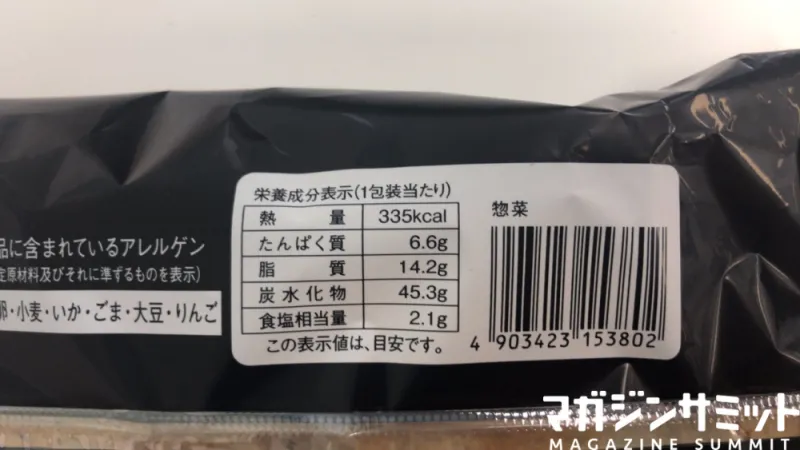 品に含まれているアレルゲン
定原材料及びそれに準ずるものを表示)
卵・小麦・いか・ごま・大豆・りんご
栄養成分表示(1包装当たり)
熱量 335kcal
たんぱく質 6.6g
脂質 14.2g
炭水化物 45.3g
食塩相当量 2.1g
この表示値は、目安です。
惣菜
4 903423 153802
マガジンサミット
MAGAZINE SUMMIT